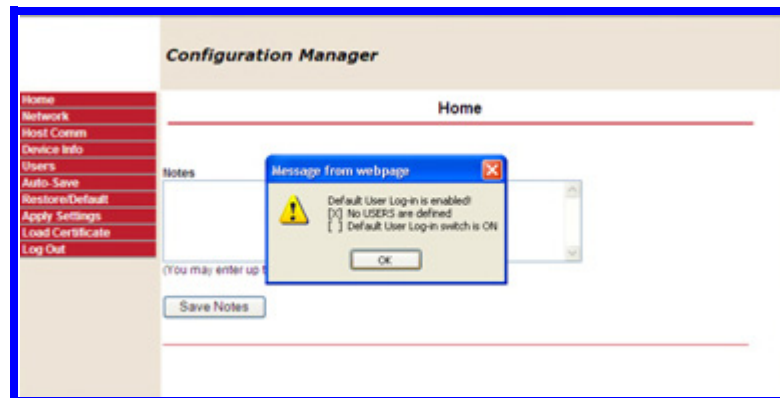 Configuration Manager
Home
Network
Host Comm
Device Info
Users
Auto-Save
Restore/Default
Apply Settings
Load Certificate
Log Out
Home
Notes
Message from webpage
Default User Log-in is enabled!
[X] No USERS are defined
[ ] Default User Log-in switch is ON
OK
(You may enter up t
Save Notes